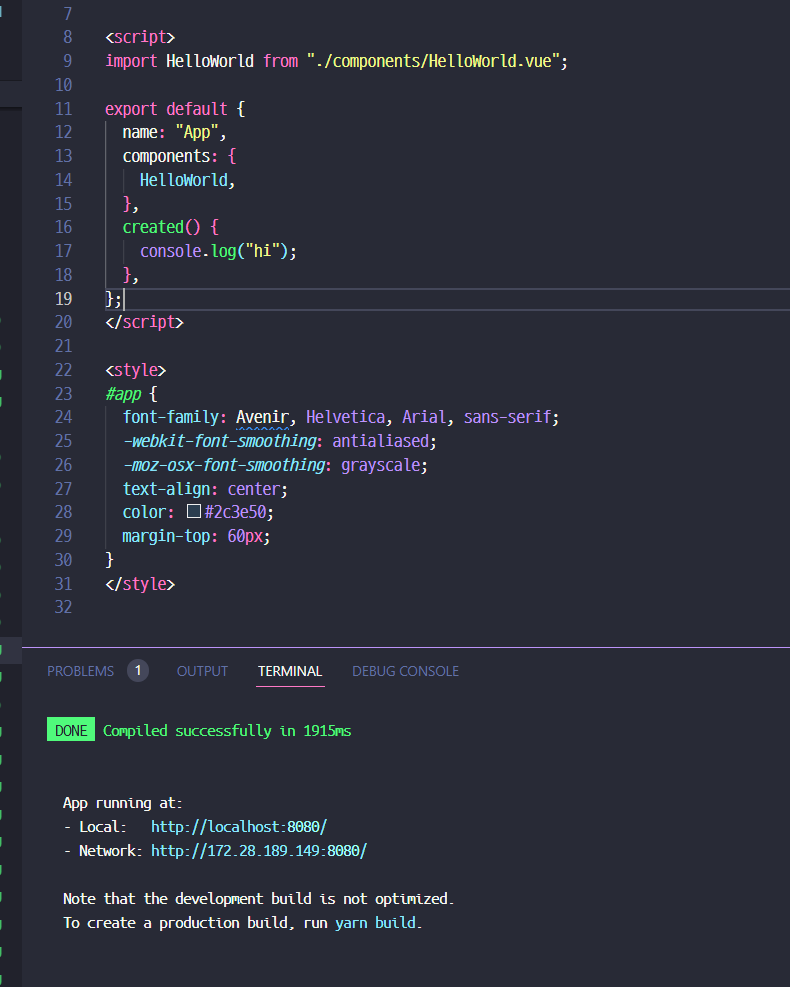 7
8 <script>
9 import HelloWorld from "./components/HelloWorld.vue";
10
11 export default {
12 name: "App",
13 components: {
14 HelloWorld,
15 },
16 created() {
17 console.log("hi");
18 },
19 };
20 </script>
21
22 <style>
23 #app {
24 font-family: Avenir, Helvetica, Arial, sans-serif;
25 -webkit-font-smoothing: antialiased;
26 -moz-osx-font-smoothing: grayscale;
27 text-align: center;
28 color: #2c3e50;
29 margin-top: 60px;
30 }
31 </style>
32
PROBLEMS 1 OUTPUT TERMINAL DEBUG CONSOLE
DONE Compiled successfully in 1915ms
App running at:
- Local: http://localhost:8080/
- Network: http://172.28.189.149:8080/
Note that the development build is not optimized.
To create a production build, run yarn build.